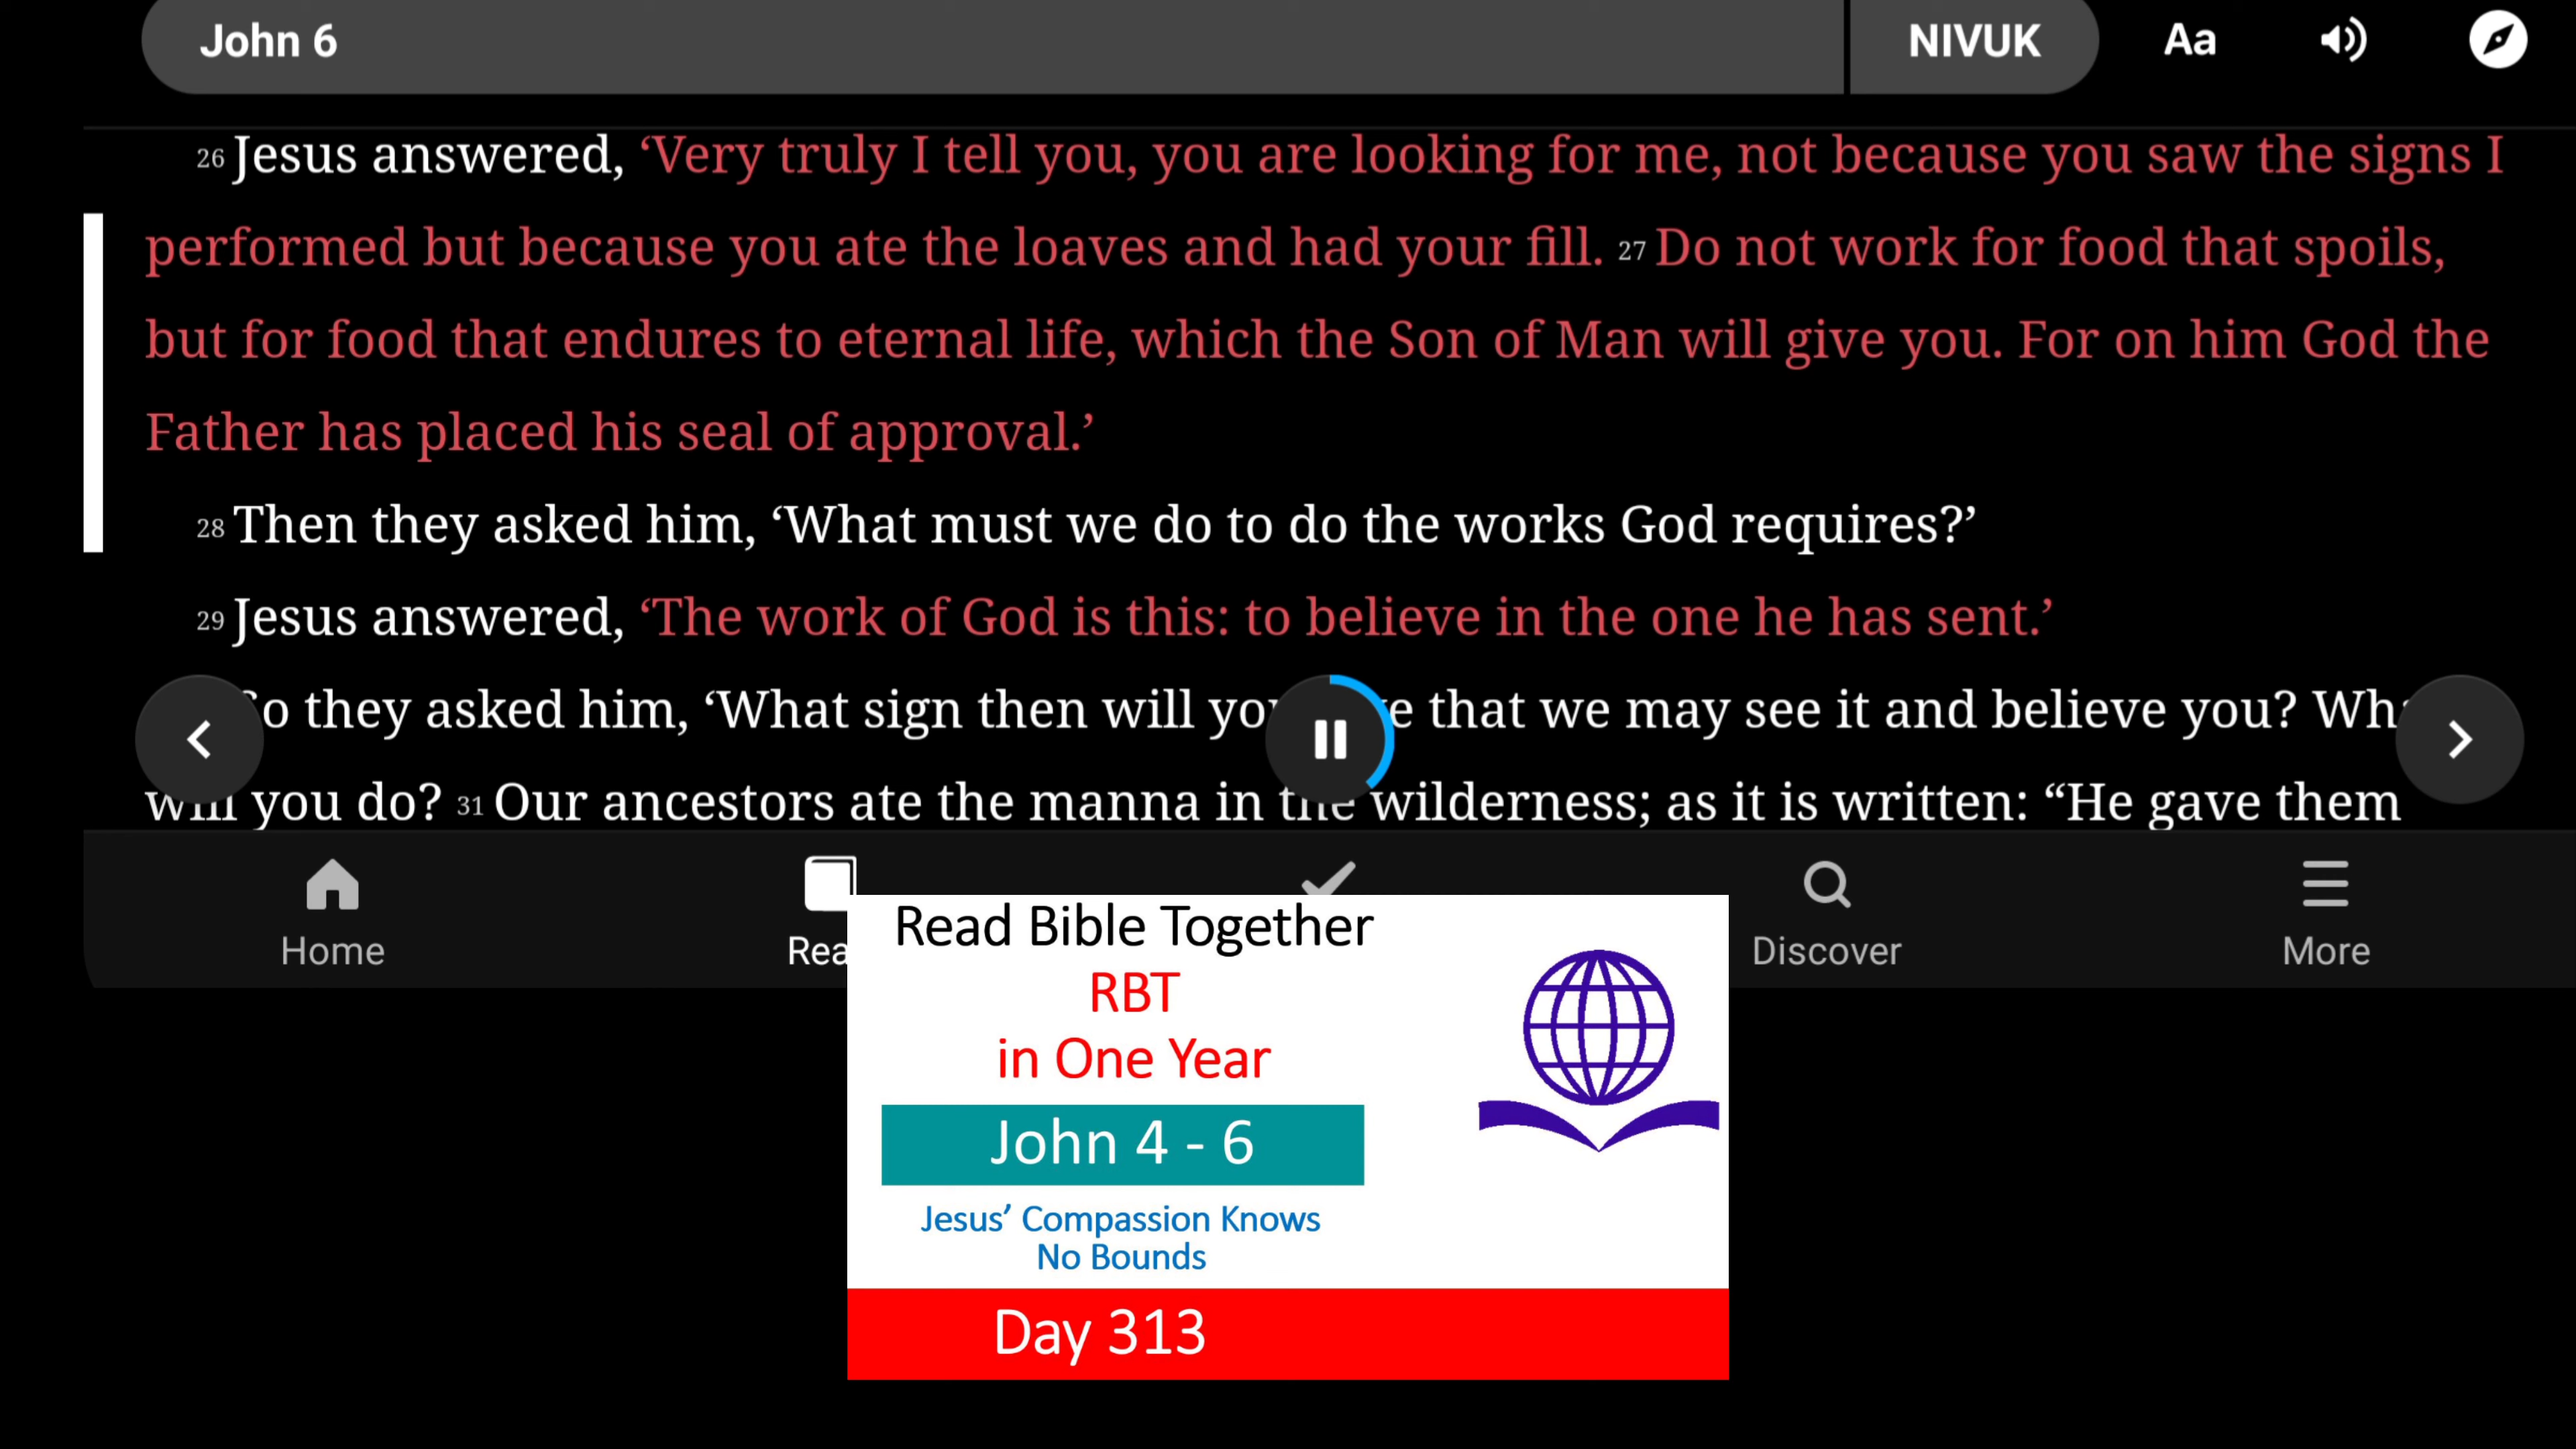 John 6 NIVUK Aa
26 Jesus answered, ‘Very truly I tell you, you are looking for me, not because you saw the signs I
performed but because you ate the loaves and had your fill. 27 Do not work for food that spoils,
but for food that endures to eternal life, which the Son of Man will give you. For on him God the
Father has placed his seal of approval.’
28 Then they asked him, ‘What must we do to do the works God requires?’
29 Jesus answered, ‘The work of God is this: to believe in the one he has sent.’
they asked him, ‘What sign then will that we may see it and believe you?
will you do? 31 Our ancestors ate the manna in the wilderness; as it is written: “He gave them
Home Discover More
Read Bible Together
RBT
in One Year
John 4 - 6
Jesus’ Compassion Knows
No Bounds
Day 313